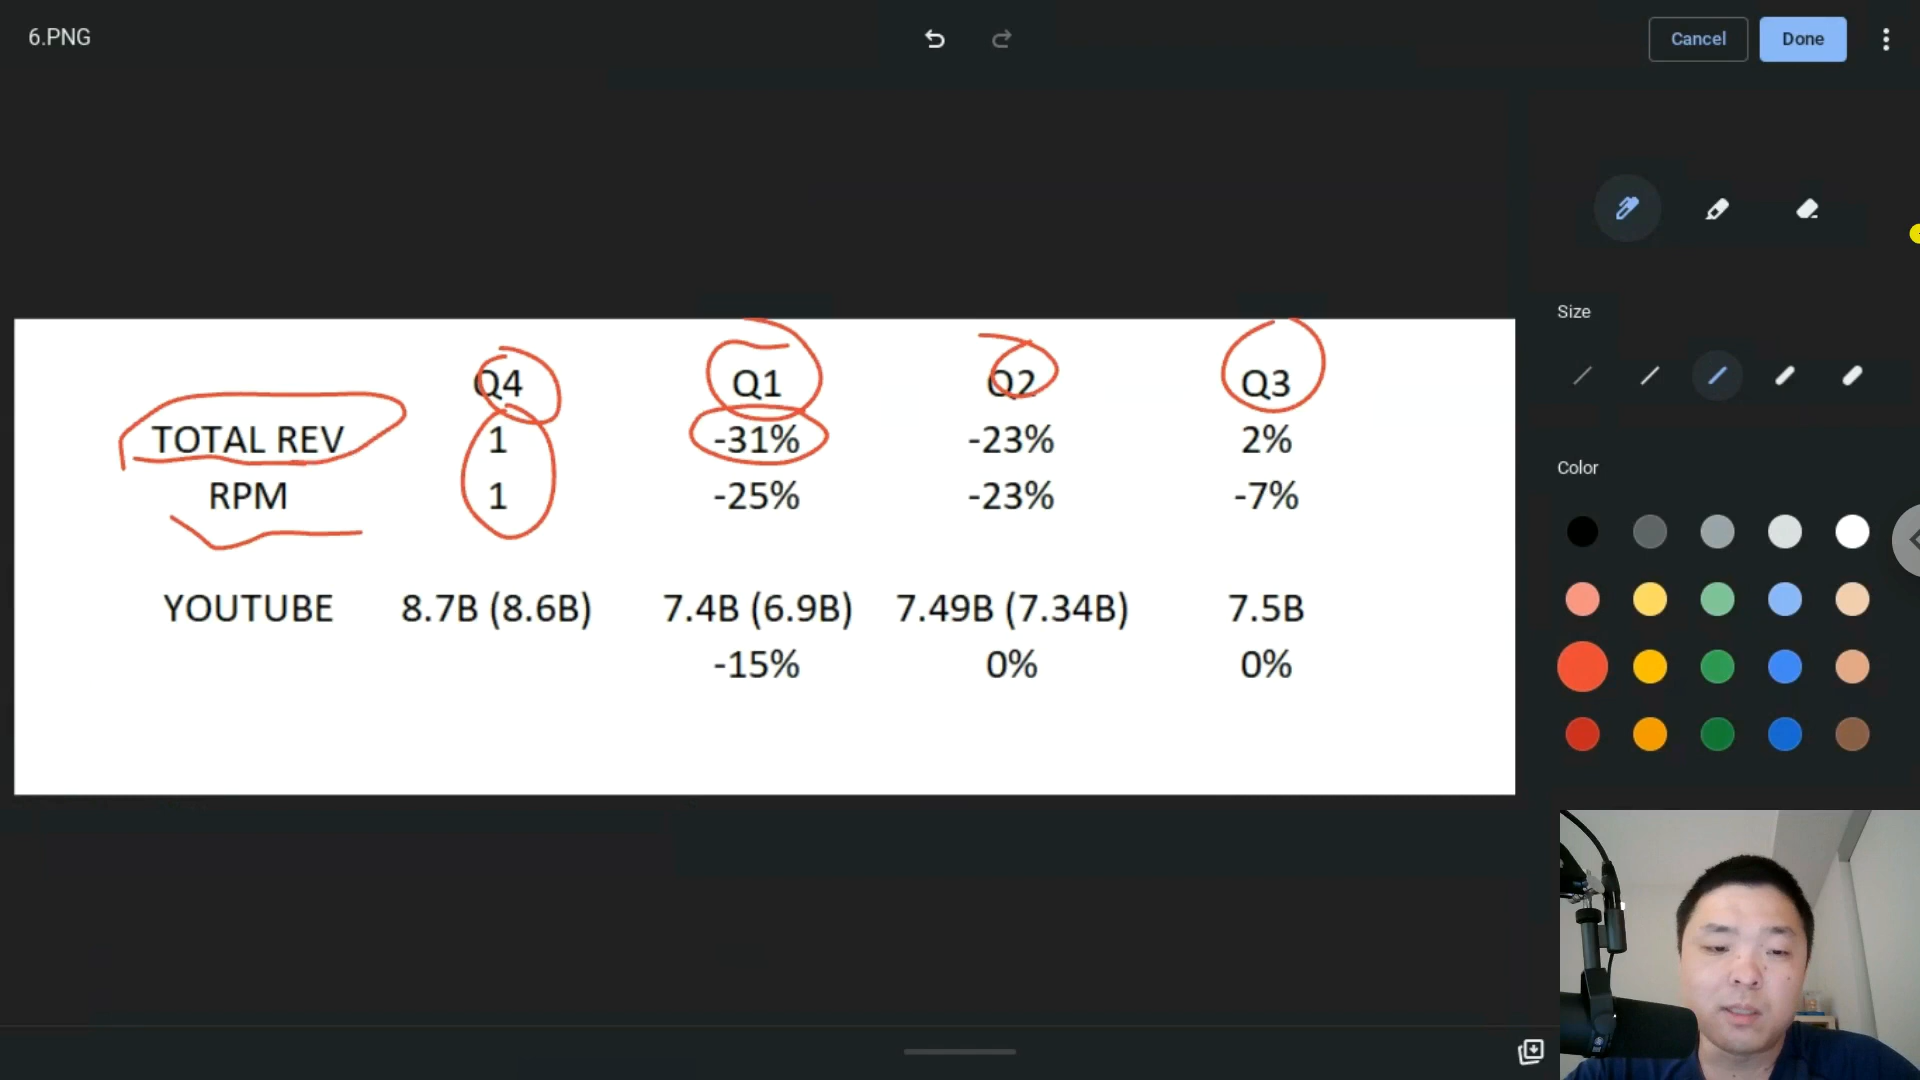 6.PNG
Cancel
Done
Size
Color
Q4 Q1 Q2 Q3
TOTAL REV 1 -31% -23% 2%
RPM 1 -25% -23% -7%
YOUTUBE 8.7B (8.6B) 7.4B (6.9B) 7.49B (7.34B) 7.5B
-15% 0% 0%